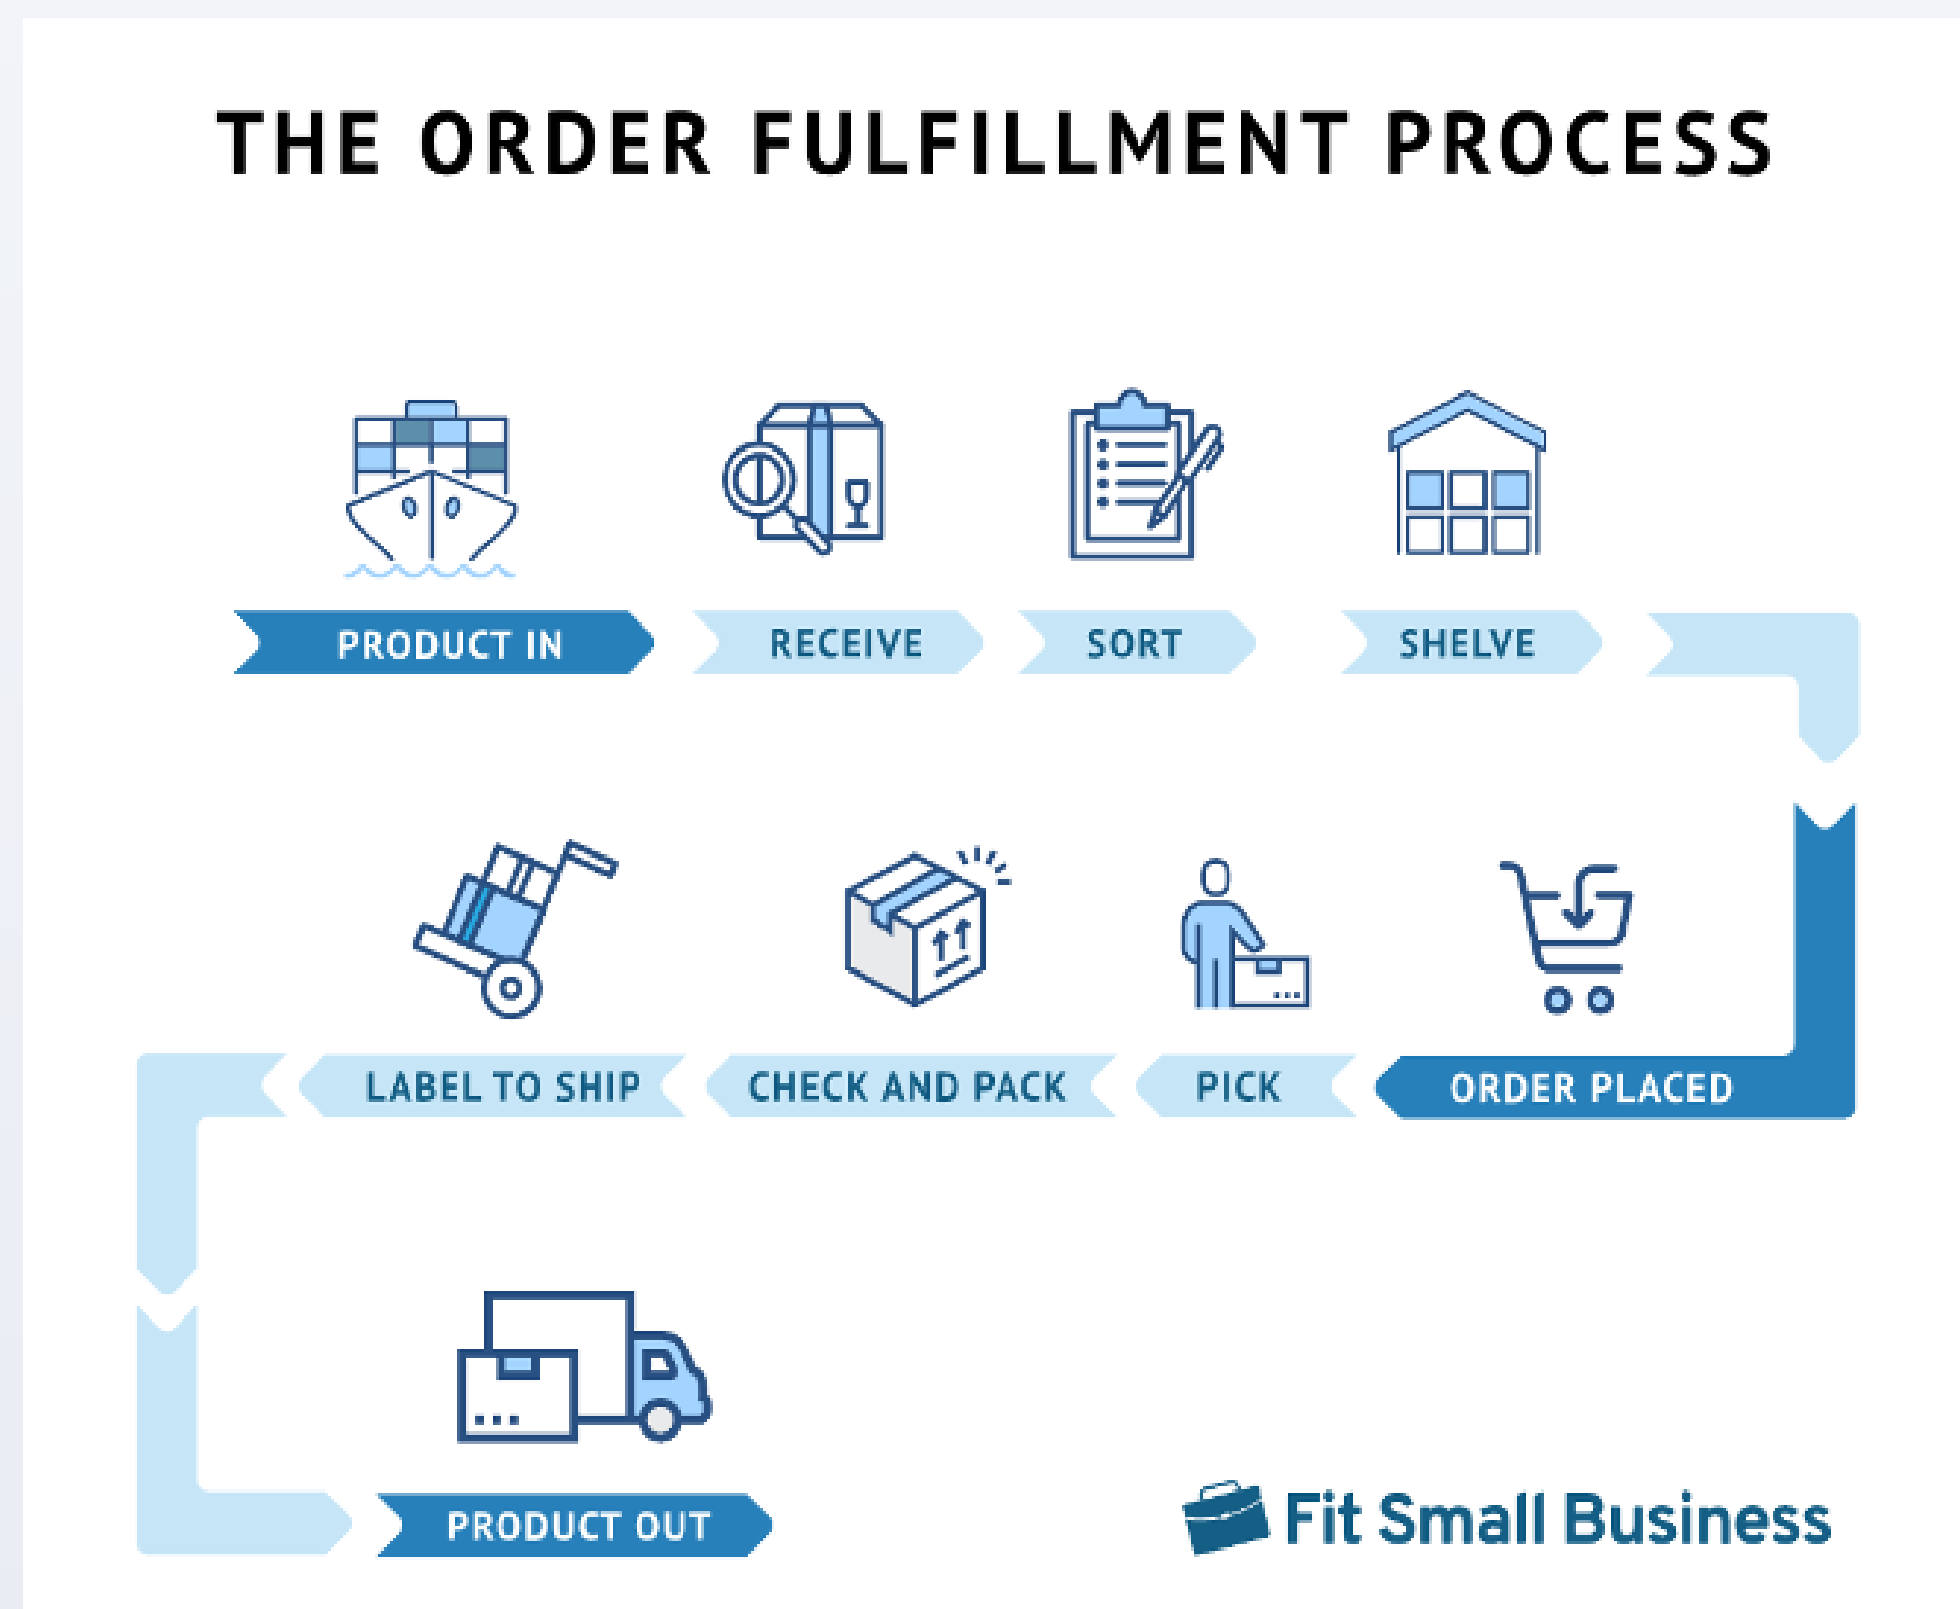 THE ORDER FULFILLMENT PROCESS
PRODUCT IN
RECEIVE
SORT
SHELVE
ORDER PLACED
PICK
CHECK AND PACK
LABEL TO SHIP
PRODUCT OUT
Fit Small Business